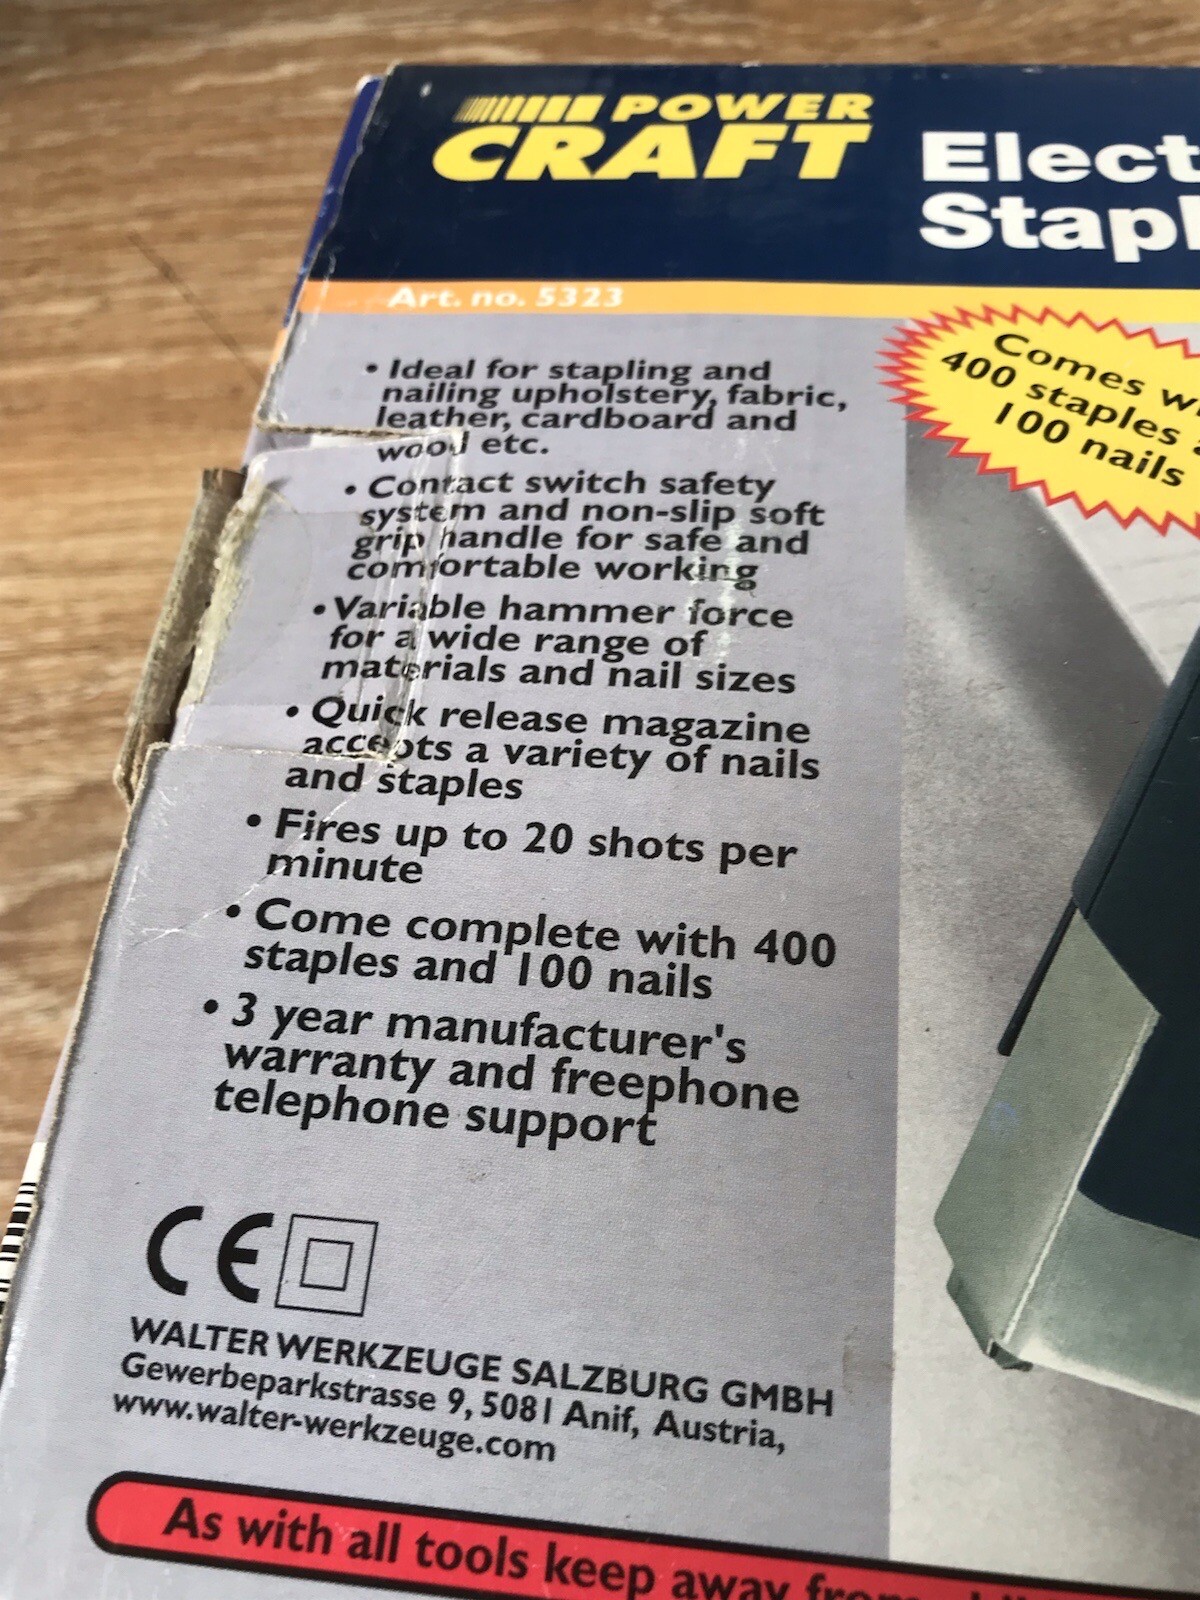 POWER
CRAFT
Elect
Stapl
Art. no. 5323
• Ideal for stapling and
nailing upholstery, fabric,
leather, cardboard and
wood etc.
• Contact switch safety
system and non-slip soft
grip handle for safe and
comfortable working
• Variable hammer force
for a wide range of
materials and nail sizes
• Quick release magazine
accepts a variety of nails
and staples
• Fires up to 20 shots per
minute
• Come complete with 400
staples and 100 nails
• 3 year manufacturer's
warranty and freephone
telephone support
Comes wi
400 staples a
100 nails
CE
WALTER WERKZEUGE SALZBURG GMBH
Gewerbeparkstrasse 9, 5081 Anif, Austria,
www.walter-werkzeuge.com
As with all tools keep away from